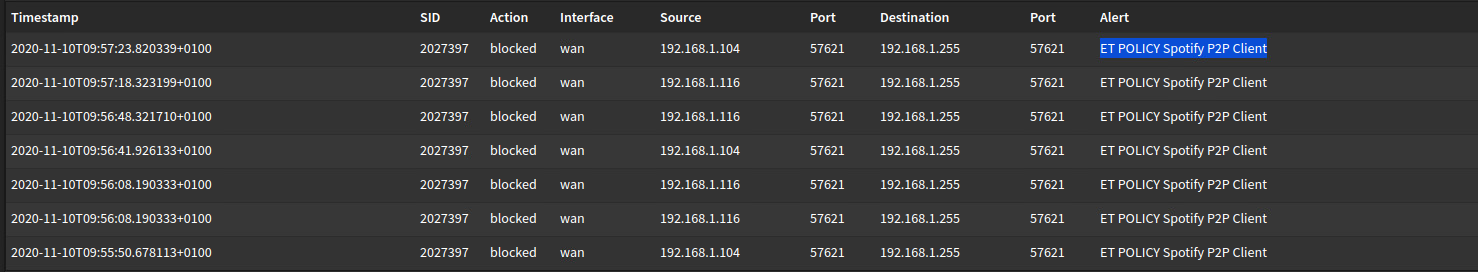 Timestamp SID Action Interface Source Port Destination Port Alert
2020-11-10T09:57:23.820339+0100 2027397 blocked wan 192.168.1.104 57621 192.168.1.255 57621 ET POLICY Spotify P2P Client
2020-11-10T09:57:18.323199+0100 2027397 blocked wan 192.168.1.116 57621 192.168.1.255 57621 ET POLICY Spotify P2P Client
2020-11-10T09:56:48.321710+0100 2027397 blocked wan 192.168.1.116 57621 192.168.1.255 57621 ET POLICY Spotify P2P Client
2020-11-10T09:56:41.926133+0100 2027397 blocked wan 192.168.1.104 57621 192.168.1.255 57621 ET POLICY Spotify P2P Client
2020-11-10T09:56:08.190333+0100 2027397 blocked wan 192.168.1.116 57621 192.168.1.255 57621 ET POLICY Spotify P2P Client
2020-11-10T09:56:08.190333+0100 2027397 blocked wan 192.168.1.116 57621 192.168.1.255 57621 ET POLICY Spotify P2P Client
2020-11-10T09:55:50.678113+0100 2027397 blocked wan 192.168.1.104 57621 192.168.1.255 57621 ET POLICY Spotify P2P Client